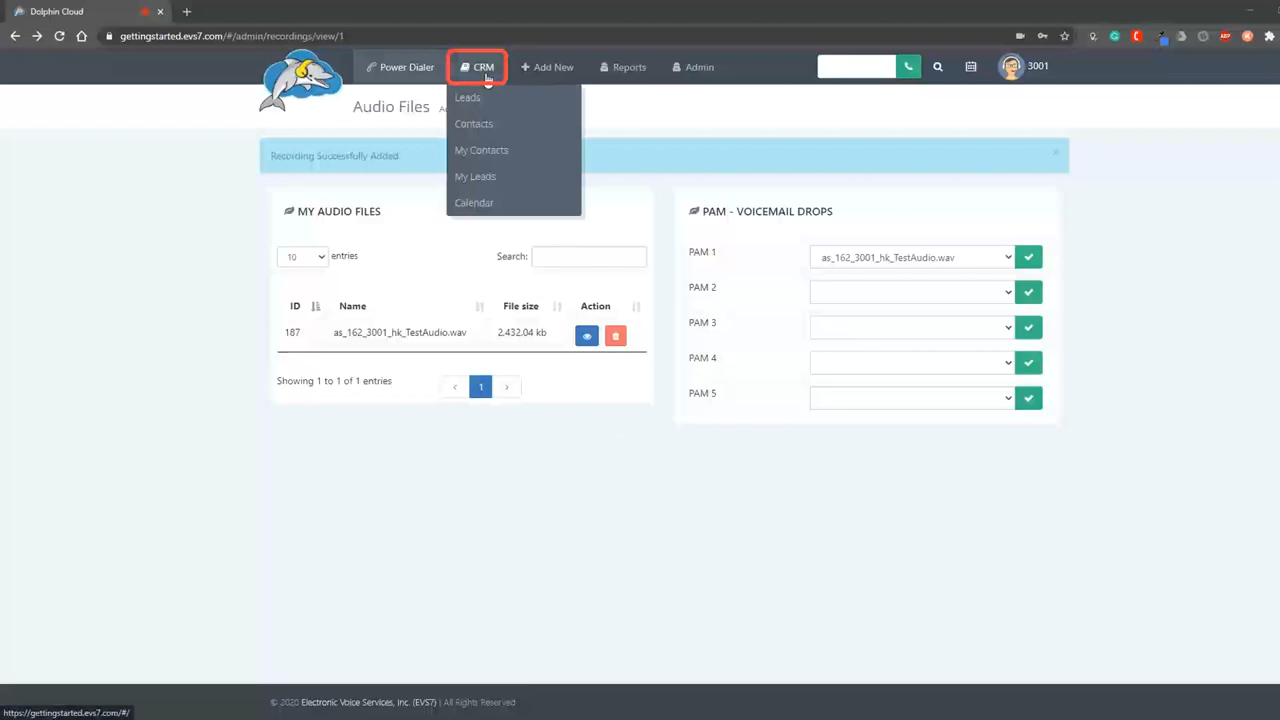 Dolphin Cloud
gettingstarted.evs7.com/#/admin/recordings/view/1
Power Dialer
CRM
Add New
Reports
Admin
3001
Audio Files
Leads
Contacts
My Contacts
My Leads
Calendar
Recording Successfully Added.
MY AUDIO FILES
10
entries
Search:
ID Name File size Action
187 as_162_3001_hk_TestAudio.wav 2,432.04 kb
Showing 1 to 1 of 1 entries
< 1 >
PAM - VOICEMAIL DROPS
PAM 1 as_162_3001_hk_TestAudio.wav
PAM 2
PAM 3
PAM 4
PAM 5
© 2020 Electronic Voice Services, Inc. (EVS7) | All Rights Reserved
https://gettingstarted.evs7.com/#/